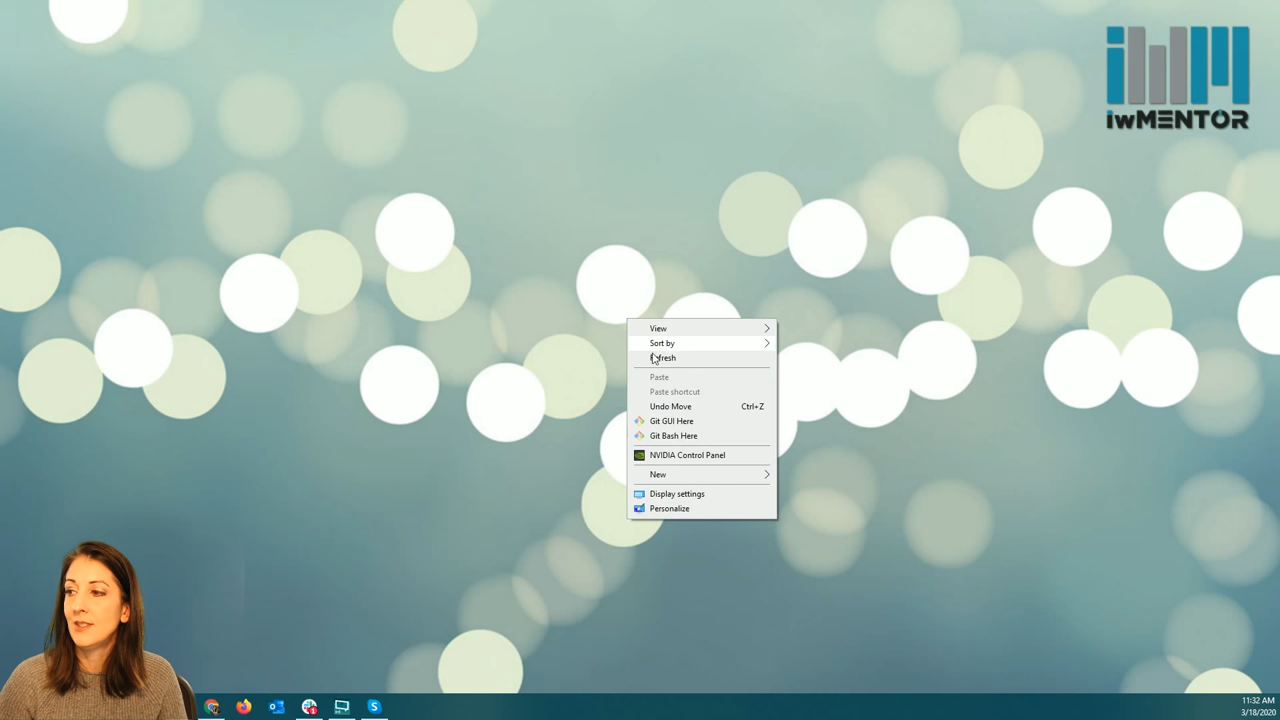 iwMENTOR
View
Sort by
Refresh
Paste
Paste shortcut
Undo Move Ctrl+Z
Git GUI Here
Git Bash Here
NVIDIA Control Panel
New
Display settings
Personalize
11:32 AM
3/18/2020